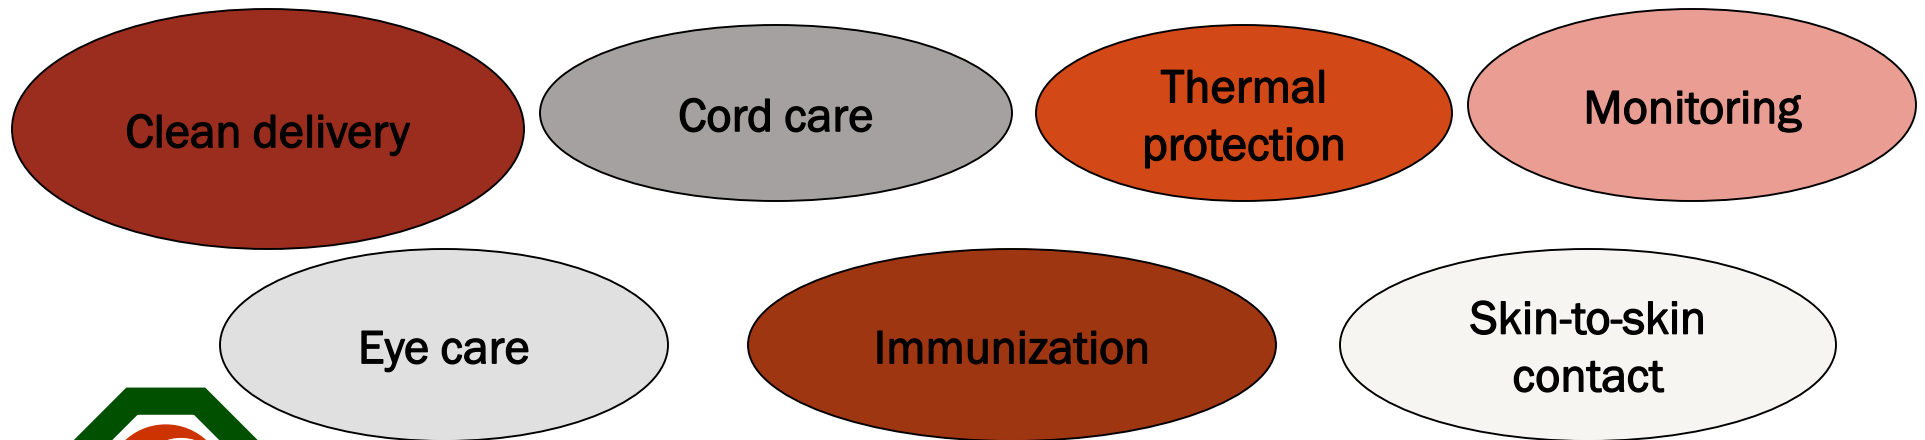 Clean delivery
Cord care
Thermal
protection
Monitoring
Eye care
Immunization
Skin-to-skin
contact